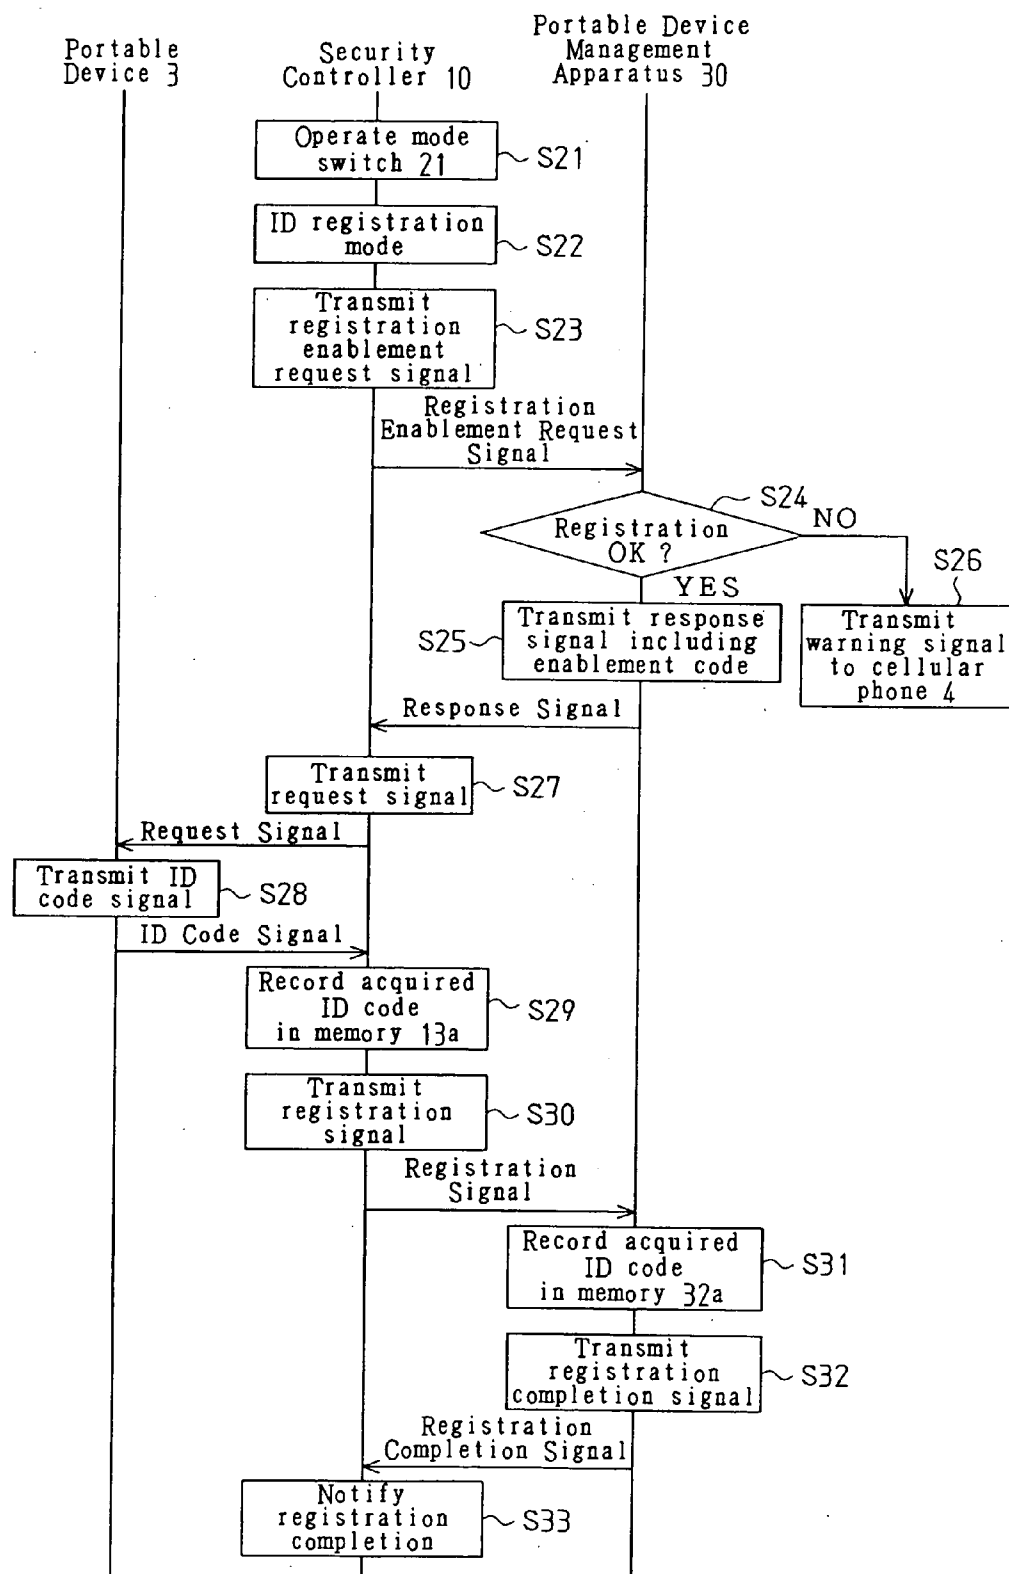 Portable
Device 3
Security
Controller 10
Portable Device
Management
Apparatus 30
Operate mode
switch 21
S21
ID registration
mode
S22
Transmit
registration
enablement
request signal
S23
Registration
Enablement Request
Signal
S24
Registration
OK ?
NO
YES
S26
Transmit response
signal including
enablement code
S25
Transmit
warning signal
to cellular
phone 4
Response Signal
Transmit
request signal
S27
Request Signal
Transmit ID
code signal
S28
ID Code Signal
Record acquired
ID code
in memory 13a
S29
Transmit
registration
signal
S30
Registration
Signal
Record acquired
ID code
in memory 32a
S31
Transmit
registration
completion signal
S32
Registration
Completion Signal
Notify
registration
completion
S33